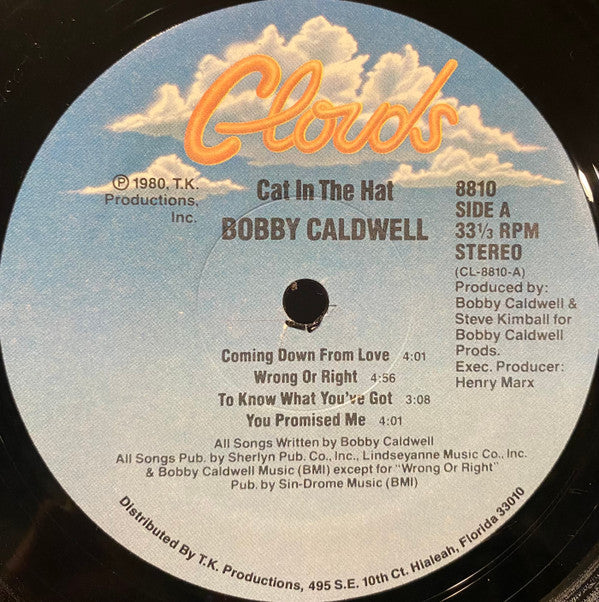 Clouds
℗ 1980, T.K.
Productions,
Inc.
Cat In The Hat
BOBBY CALDWELL
8810
SIDE A
33⅓ RPM
STEREO
(CL-8810-A)
Produced by:
Bobby Caldwell &
Steve Kimball for
Bobby Caldwell
Prods.
Exec. Producer:
Henry Marx
Coming Down From Love 4:01
Wrong Or Right 4:56
To Know What You've Got 3:08
You Promised Me 4:01
All Songs Written by Bobby Caldwell
All Songs Pub. by Sherlyn Pub. Co., Inc., Lindseyanne Music Co., Inc.
& Bobby Caldwell Music (BMI) except for "Wrong Or Right"
Pub. by Sin-Drome Music (BMI)
Distributed By T.K. Productions, 495 S.E. 10th Ct. Hialeah, Florida 33010